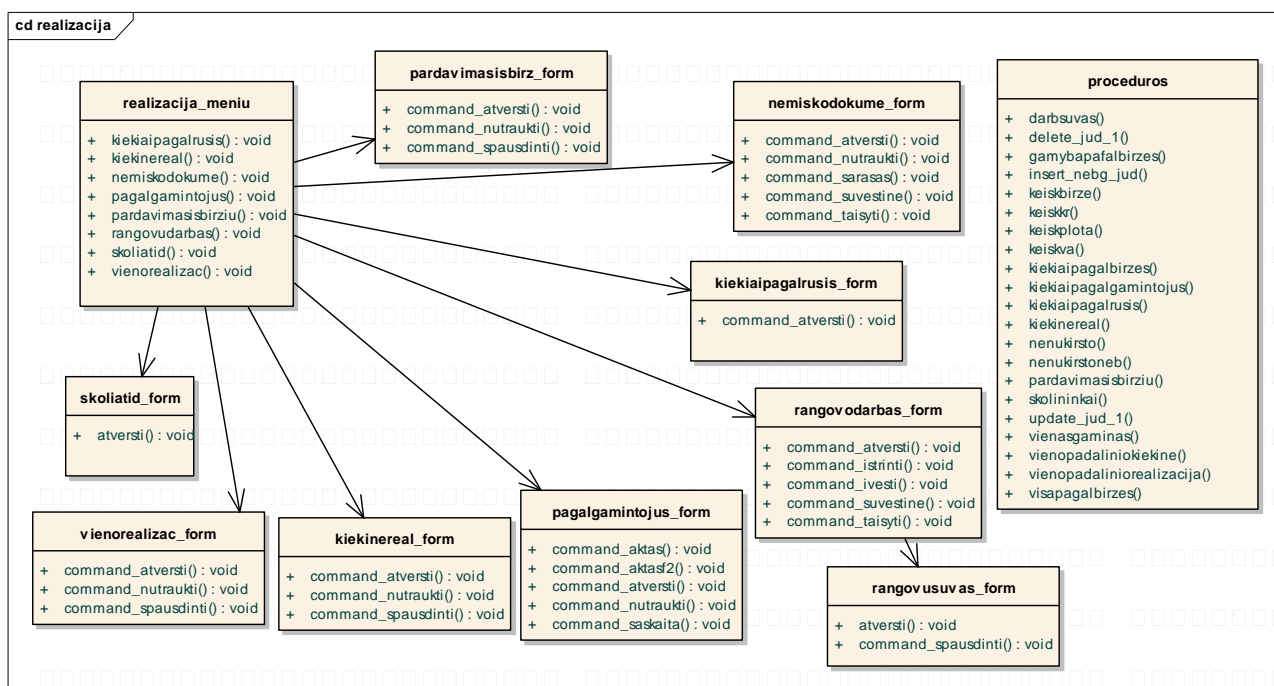 cd realizacija
realizacija_meniu
+ kiekiaipagalrusis() : void
+ kiekinereal() : void
+ nemiskodokume() : void
+ pagalgamintojus() : void
+ pardavimasisbirziu() : void
+ rangovudarbas() : void
+ skoliatid() : void
+ vienorealizac() : void
pardavimasisbirz_form
+ command_atversti() : void
+ command_nutraukti() : void
+ command_spausdinti() : void
nemiskodokume_form
+ command_atversti() : void
+ command_nutraukti() : void
+ command_sarasas() : void
+ command_suvestine() : void
+ command_taisyti() : void
proceduros
+ darbsuvas()
+ delete_jud_1()
+ gamybapafalbirzes()
+ insert_nebg_jud()
+ keiskbirze()
+ keiskkr()
+ keiskplota()
+ keiskva()
+ kiekiaipagalbirzes()
+ kiekiaipagalgamintojus()
+ kiekiaipagalrusis()
+ kiekinereal()
+ nenukirsto()
+ nenukirstoneb()
+ pardavimasisbirziu()
+ skolininkai()
+ update_jud_1()
+ vienasgaminas()
+ vienopadaliniokiekine()
+ vienopadaliniorealizacija()
+ visapagalbirzes()
kiekiaipagalrusis_form
+ command_atversti() : void
skoliatid_form
+ atversti() : void
rangovodarbas_form
+ command_atversti() : void
+ command_istrinti() : void
+ command_ivesti() : void
+ command_suvestine() : void
+ command_taisyti() : void
vienorealizac_form
+ command_atversti() : void
+ command_nutraukti() : void
+ command_spausdinti() : void
kiekinereal_form
+ command_atversti() : void
+ command_nutraukti() : void
+ command_spausdinti() : void
pagalgamintojus_form
+ command_aktas() : void
+ command_aktasf2() : void
+ command_atversti() : void
+ command_nutraukti() : void
+ command_saskaita() : void
rangovusuvas_form
+ atversti() : void
+ command_spausdinti() : void